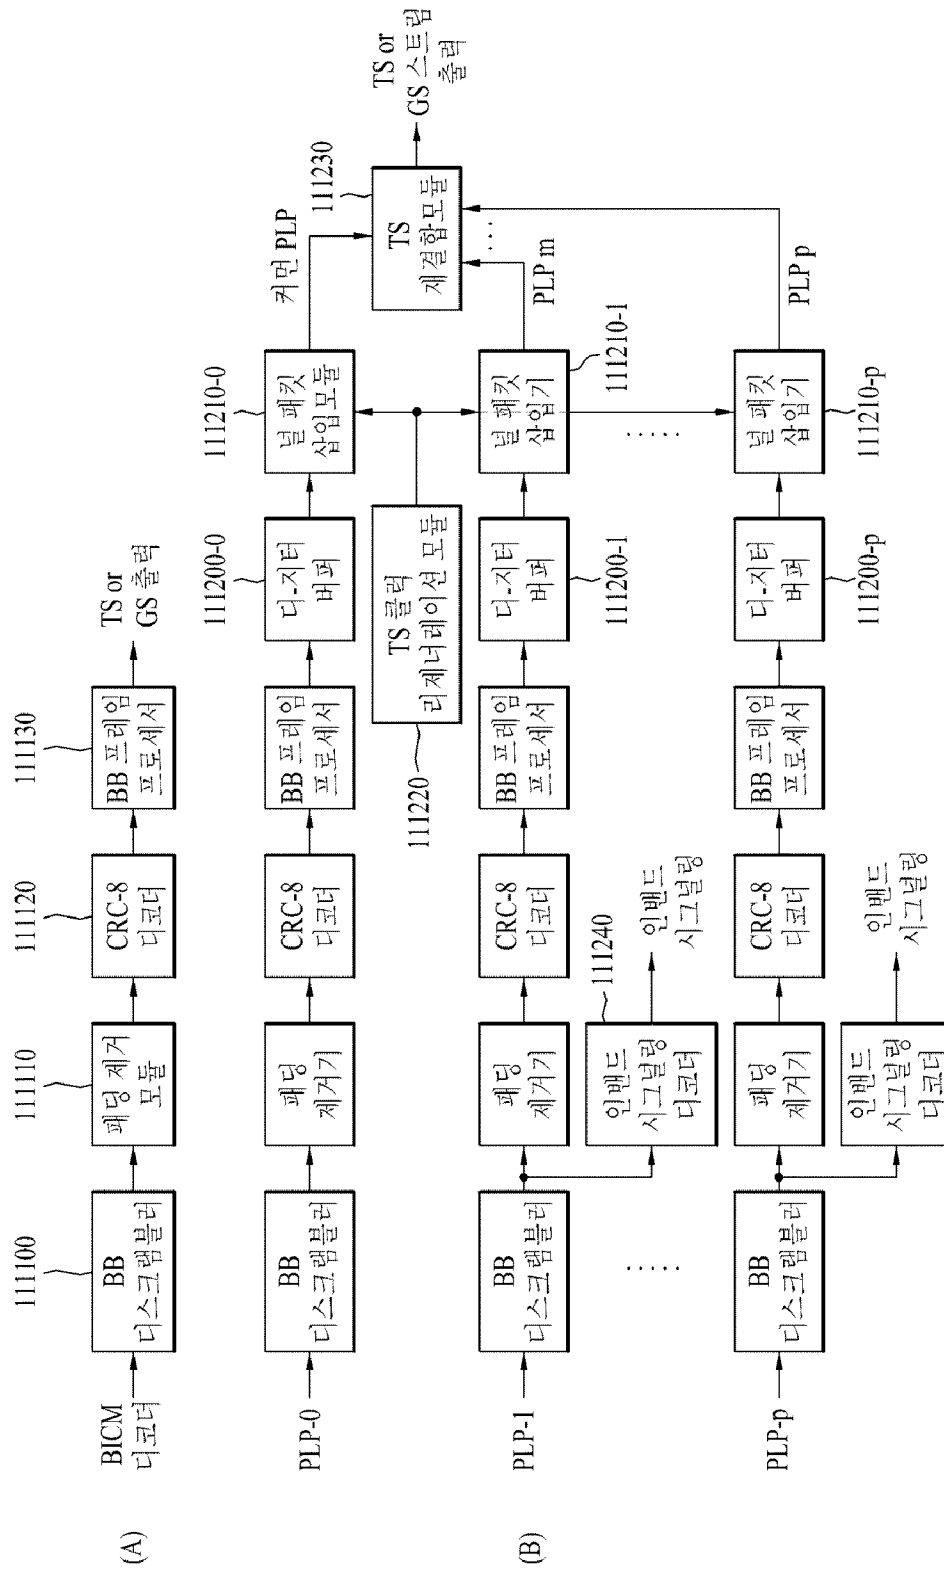 (A)
BICM
디코더
111100
BB
디스크램블러
111110
패딩 제거
모듈
111120
CRC-8
디코더
111130
BB 프레임
프로세서
TS or
GS 출력
(B)
PLP-0
BB
디스크램블러
패딩
제거기
CRC-8
디코더
BB 프레임
프로세서
111200-0
디-지터
버퍼
111210-0
널 패킷
삽입모듈
커먼 PLP
111230
TS
재결합모듈
TS or
GS 스트림
출력
TS 클럭
리제너레이션 모듈
111220
PLP-1
BB
디스크램블러
패딩
제거기
CRC-8
디코더
BB 프레임
프로세서
디-지터
버퍼
111200-1
널 패킷
삽입기
111210-1
PLP m
....
111240
인밴드
시그널링
디코더
인밴드
시그널링
.....
.....
PLP-p
BB
디스크램블러
패딩
제거기
CRC-8
디코더
BB 프레임
프로세서
디-지터
버퍼
111200-p
널 패킷
삽입기
111210-p
PLP p
인밴드
시그널링
디코더
인밴드
시그널링